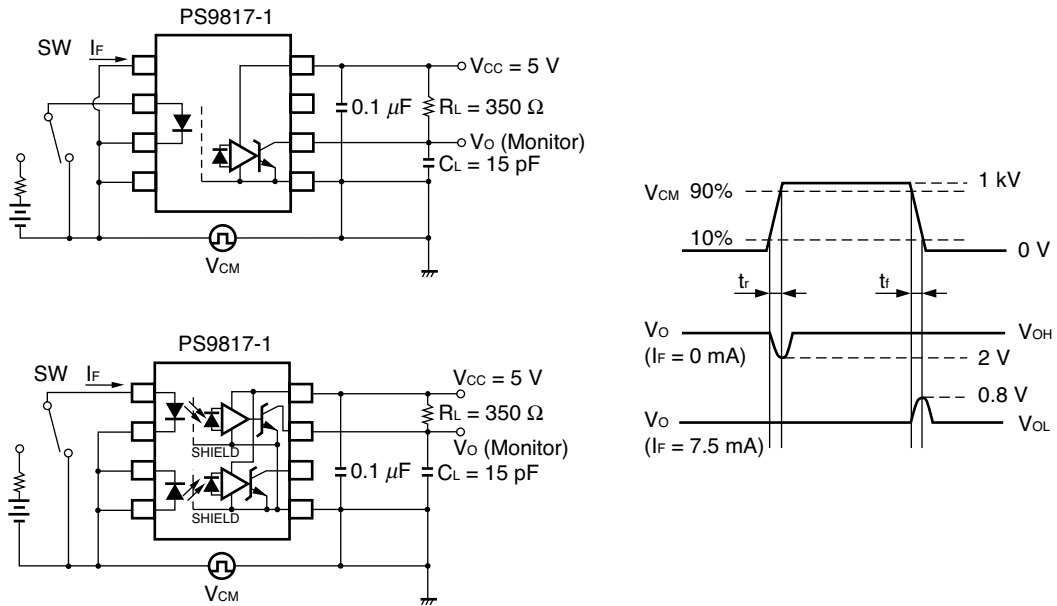 PS9817-1
SW IF
VCC = 5 V
0.1 μF
RL = 350 Ω
VO (Monitor)
CL = 15 pF
VCM
PS9817-1
SW IF
VCC = 5 V
RL = 350 Ω
VO (Monitor)
SHIELD
0.1 μF
CL = 15 pF
SHIELD
VCM
VCM 90%
1 kV
10%
0 V
tr
tf
VO
(IF = 0 mA)
VOH
2 V
0.8 V
VO
(IF = 7.5 mA)
VOL